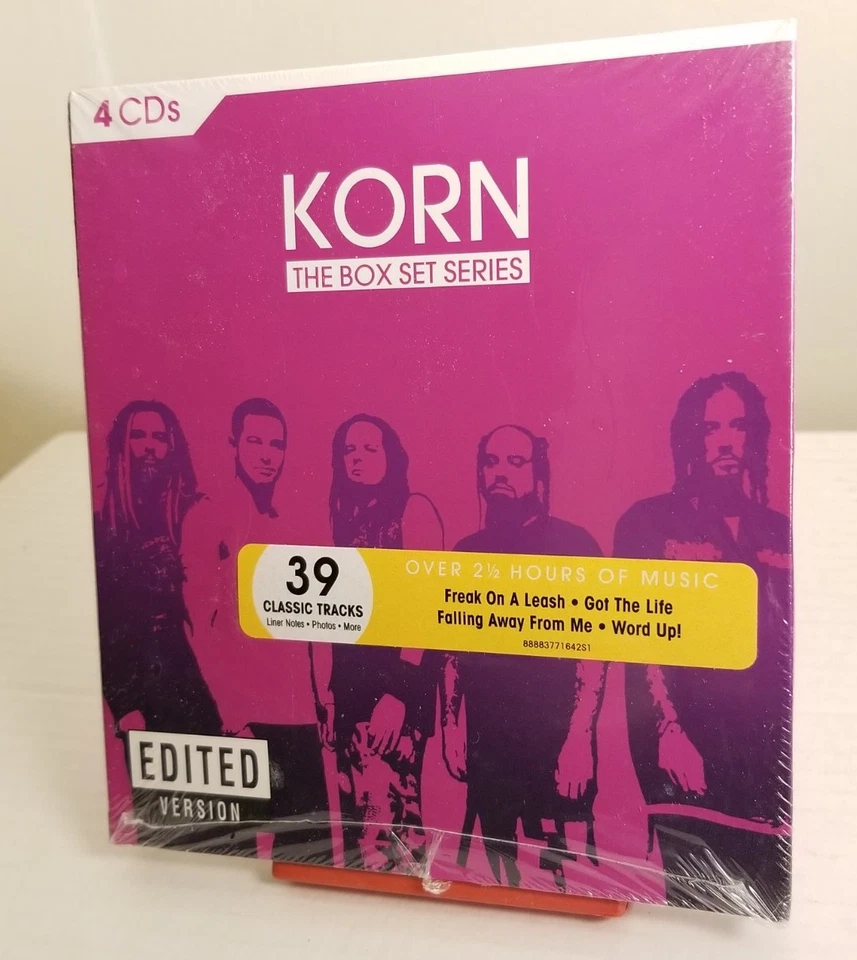 4 CDs
KORN
THE BOX SET SERIES
39
CLASSIC TRACKS
Liner Notes • Photos • More
OVER 2½ HOURS OF MUSIC
Freak On A Leash • Got The Life
Falling Away From Me • Word Up!
88883771642S1
EDITED
VERSION